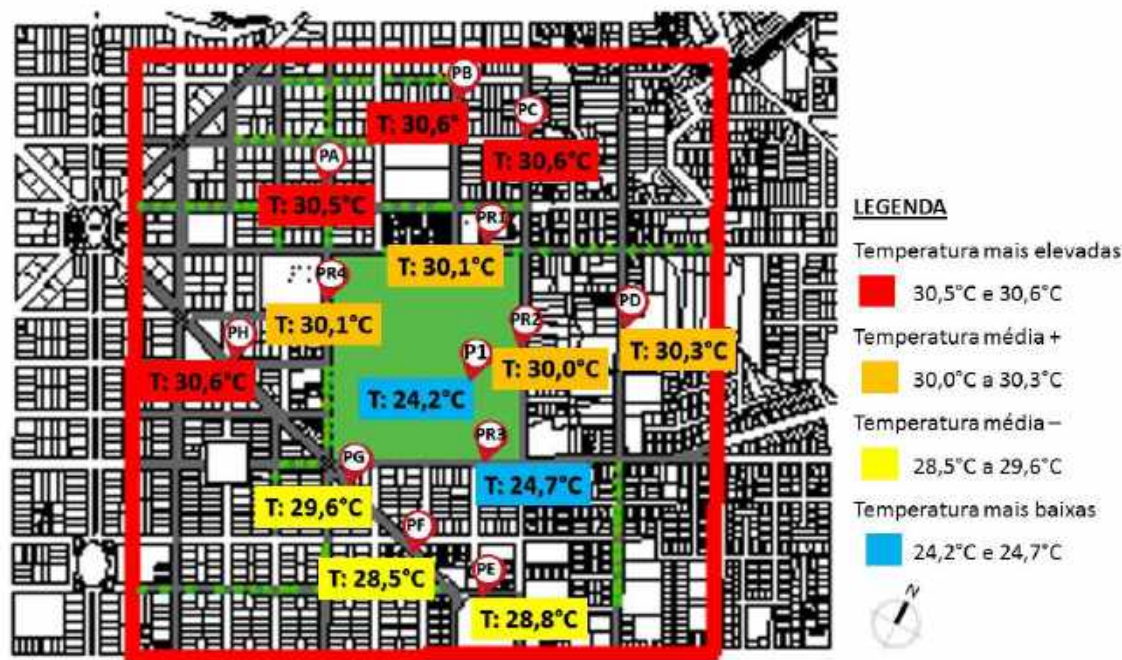 PB
T: 30,6°
PC
T: 30,6°C
PA
T: 30,5°C
PR1
T: 30,1°C
PR4
T: 30,1°C
PD
T: 30,3°C
PR2
T: 30,0°C
PH
T: 30,6°C
P1
T: 24,2°C
PR3
T: 24,7°C
PG
T: 29,6°C
PF
T: 28,5°C
PE
T: 28,8°C
LEGENDA
Temperatura mais elevadas
30,5°C e 30,6°C
Temperatura média +
30,0°C a 30,3°C
Temperatura média –
28,5°C a 29,6°C
Temperatura mais baixas
24,2°C e 24,7°C
N